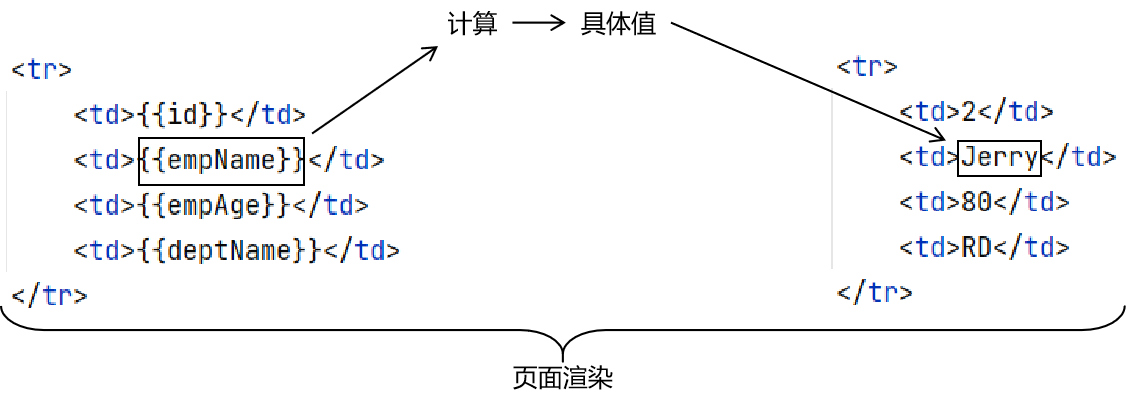 计算 具体值
<tr>
<td>{{id}}</td>
<td>{{empName}}</td>
<td>{{empAge}}</td>
<td>{{deptName}}</td>
</tr>
<tr>
<td>2</td>
<td>Jerry</td>
<td>80</td>
<td>RD</td>
</tr>
页面渲染